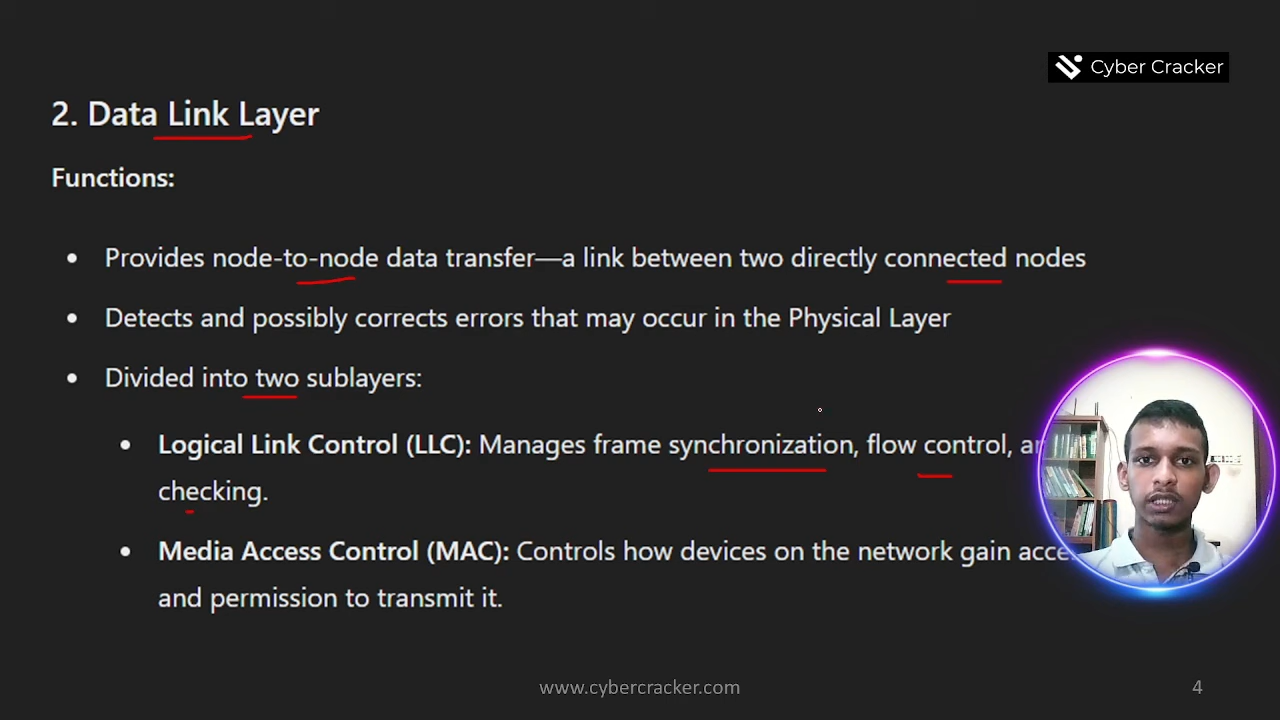 Cyber Cracker
2. Data Link Layer
Functions:
• Provides node-to-node data transfer—a link between two directly connected nodes
• Detects and possibly corrects errors that may occur in the Physical Layer
• Divided into two sublayers:
• Logical Link Control (LLC): Manages frame synchronization, flow control,
checking.
• Media Access Control (MAC): Controls how devices on the network gain
and permission to transmit it.
www.cybercracker.com
4